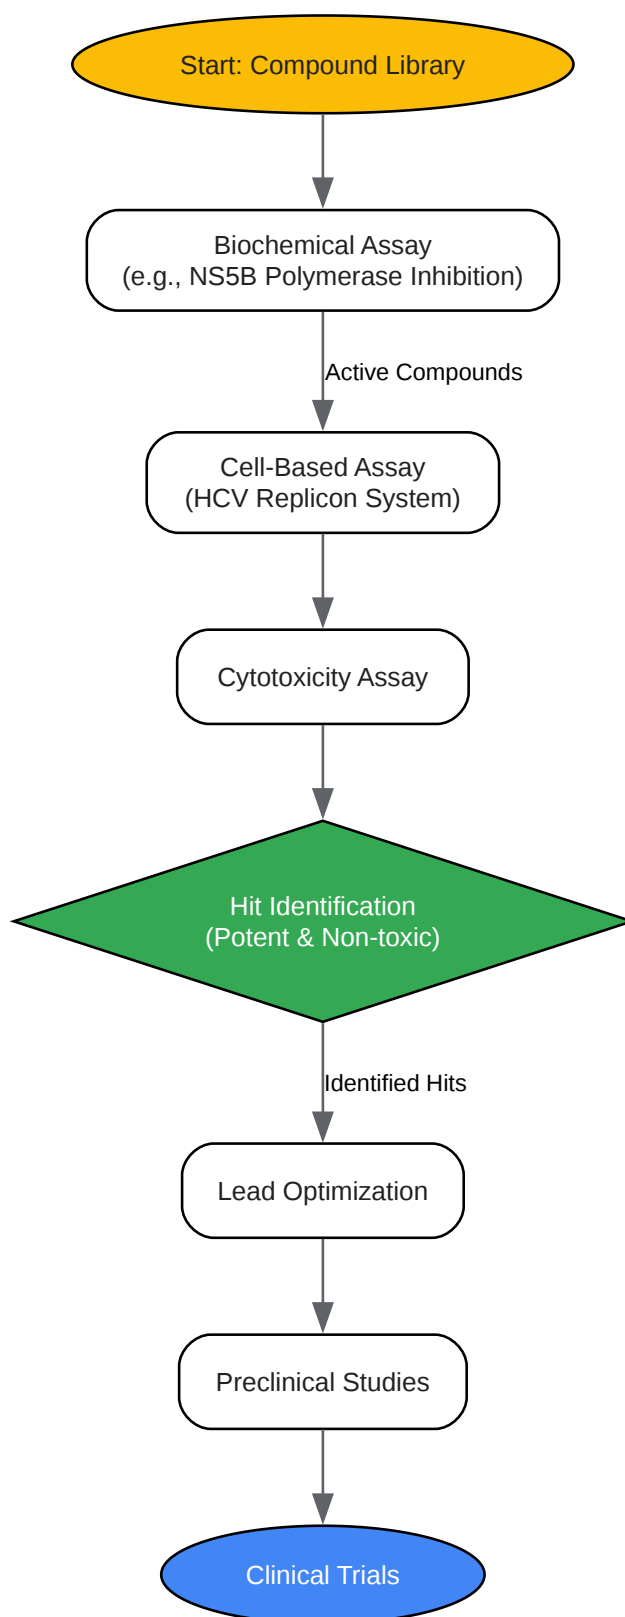 Start: Compound Library
Biochemical Assay
(e.g., NS5B Polymerase Inhibition)
Active Compounds
Cell-Based Assay
(HCV Replicon System)
Cytotoxicity Assay
Hit Identification
(Potent & Non-toxic)
Identified Hits
Lead Optimization
Preclinical Studies
Clinical Trials